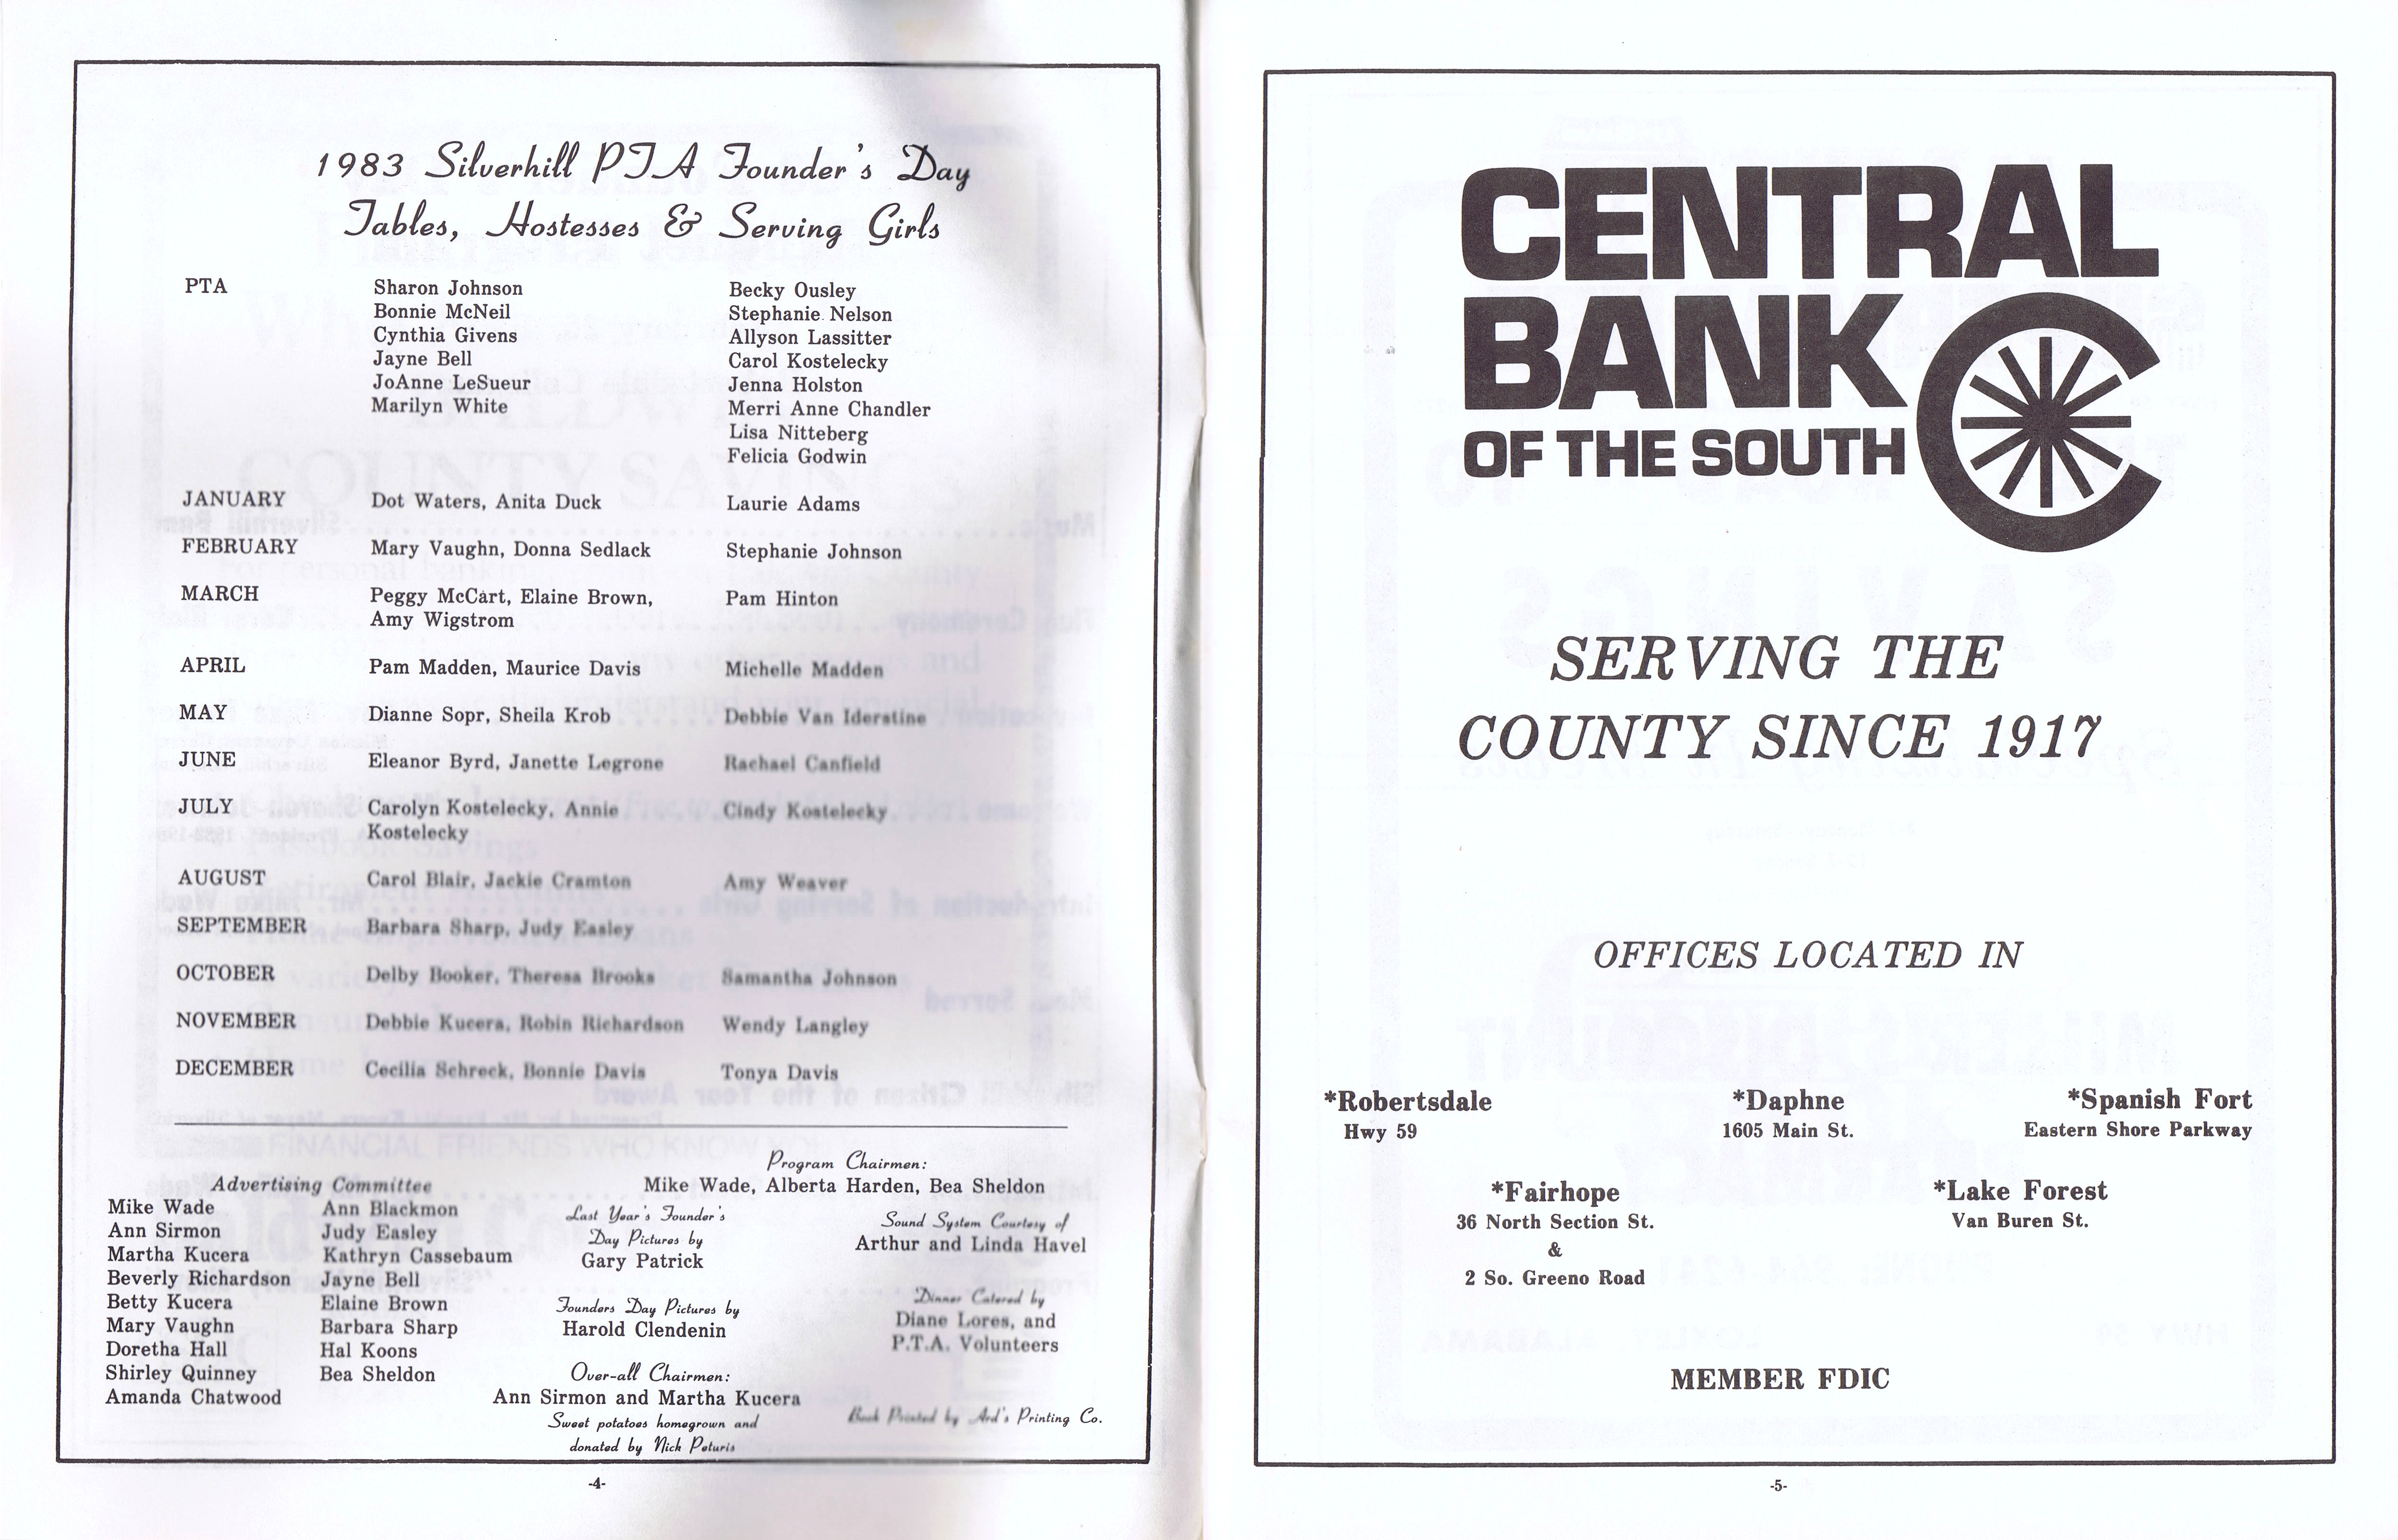 1983 Silverhill PTA Founder's Day
Tables, Hostesses & Serving Girls
PTA
Sharon Johnson
Bonnie McNeil
Cynthia Givens
Jayne Bell
JoAnne LeSueur
Marilyn White
Becky Ousley
Stephanie Nelson
Allyson Lassitter
Carol Kostelecky
Jenna Holston
Merri Anne Chandler
Lisa Nitteberg
Felicia Godwin
JANUARY Dot Waters, Anita Duck Laurie Adams
FEBRUARY Mary Vaughn, Donna Sedlack Stephanie Johnson
MARCH Peggy McCart, Elaine Brown, Pam Hinton
Amy Wigstrom
APRIL Pam Madden, Maurice Davis Michelle Madden
MAY Dianne Sopr, Sheila Krob Debbie Van Iderstine
JUNE Eleanor Byrd, Janette Legrone Rachael Canfield
JULY Carolyn Kostelecky, Annie Cindy Kostelecky
Kostelecky
AUGUST Carol Blair, Jackie Cramton Amy Weaver
SEPTEMBER Barbara Sharp, Judy Easley
OCTOBER Delby Booker, Theresa Brooks Samantha Johnson
NOVEMBER Debbie Kucera, Robin Richardson Wendy Langley
DECEMBER Cecilia Schreck, Bonnie Davis Tonya Davis
Advertising Committee
Mike Wade Ann Blackmon
Ann Sirmon Judy Easley
Martha Kucera Kathryn Cassebaum
Beverly Richardson Jayne Bell
Betty Kucera Elaine Brown
Mary Vaughn Barbara Sharp
Doretha Hall Hal Koons
Shirley Quinney Bea Sheldon
Amanda Chatwood
Program Chairmen:
Mike Wade, Alberta Harden, Bea Sheldon
Last Year's Founder's
Day Pictures by
Gary Patrick
Sound System Courtesy of
Arthur and Linda Havel
Founders Day Pictures by
Harold Clendenin
Dinner Catered by
Diane Lores, and
P.T.A. Volunteers
Over-all Chairmen:
Ann Sirmon and Martha Kucera
Sweet potatoes homegrown and
donated by Nick Peturis
Book Printed by Ard's Printing Co.
-4-
CENTRAL
BANK
OF THE SOUTH
SERVING THE
COUNTY SINCE 1917
OFFICES LOCATED IN
*Robertsdale
Hwy 59
*Daphne
1605 Main St.
*Spanish Fort
Eastern Shore Parkway
*Fairhope
36 North Section St.
&
2 So. Greeno Road
*Lake Forest
Van Buren St.
MEMBER FDIC
-5-